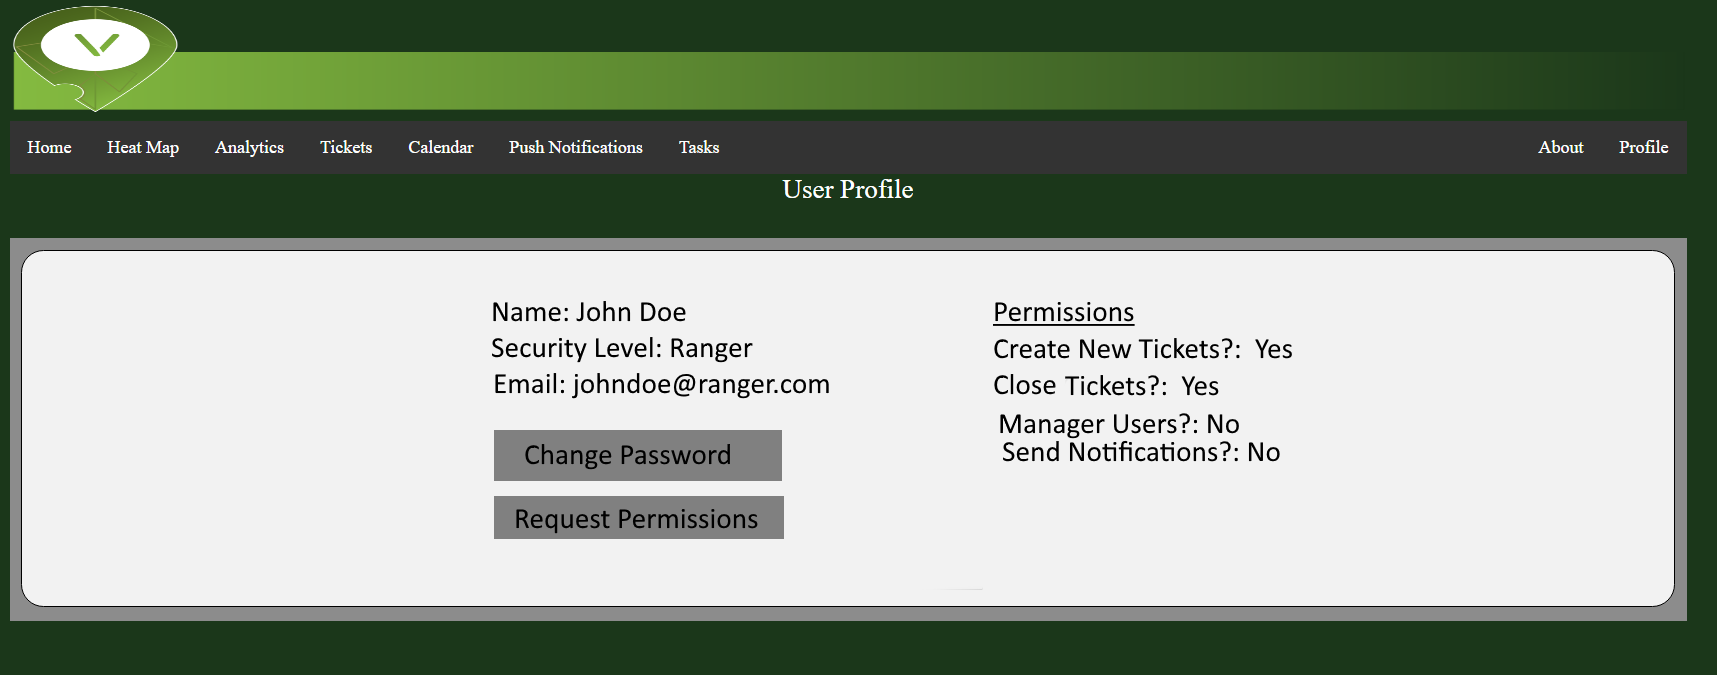 Home Heat Map Analytics Tickets Calendar Push Notifications Tasks About Profile
User Profile
Name: John Doe
Security Level: Ranger
Email: johndoe@ranger.com
Change Password
Request Permissions
Permissions
Create New Tickets?: Yes
Close Tickets?: Yes
Manager Users?: No
Send Notifications?: No